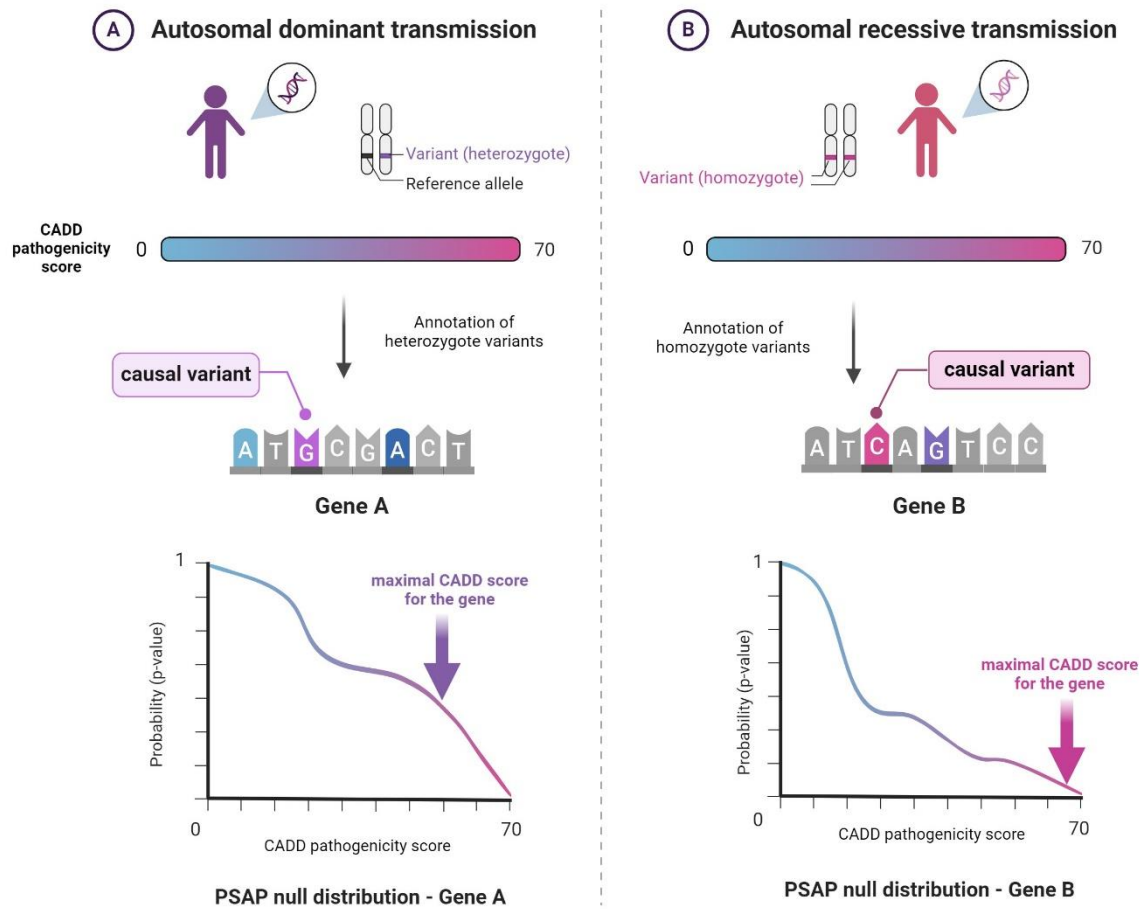 A Autosomal dominant transmission
Variant (heterozygote)
Reference allele
CADD
pathogenicity
score
0
70
Annotation of
heterozygote variants
causal variant
A T G C G A C T
Gene A
1
maximal CADD score
for the gene
Probability (p-value)
0
70
CADD pathogenicity score
PSAP null distribution - Gene A
B Autosomal recessive transmission
Variant (homozygote)
0
70
Annotation of
homozygote variants
causal variant
A T C A G T C C
Gene B
1
maximal CADD score
for the gene
Probability (p-value)
0
70
CADD pathogenicity score
PSAP null distribution - Gene B